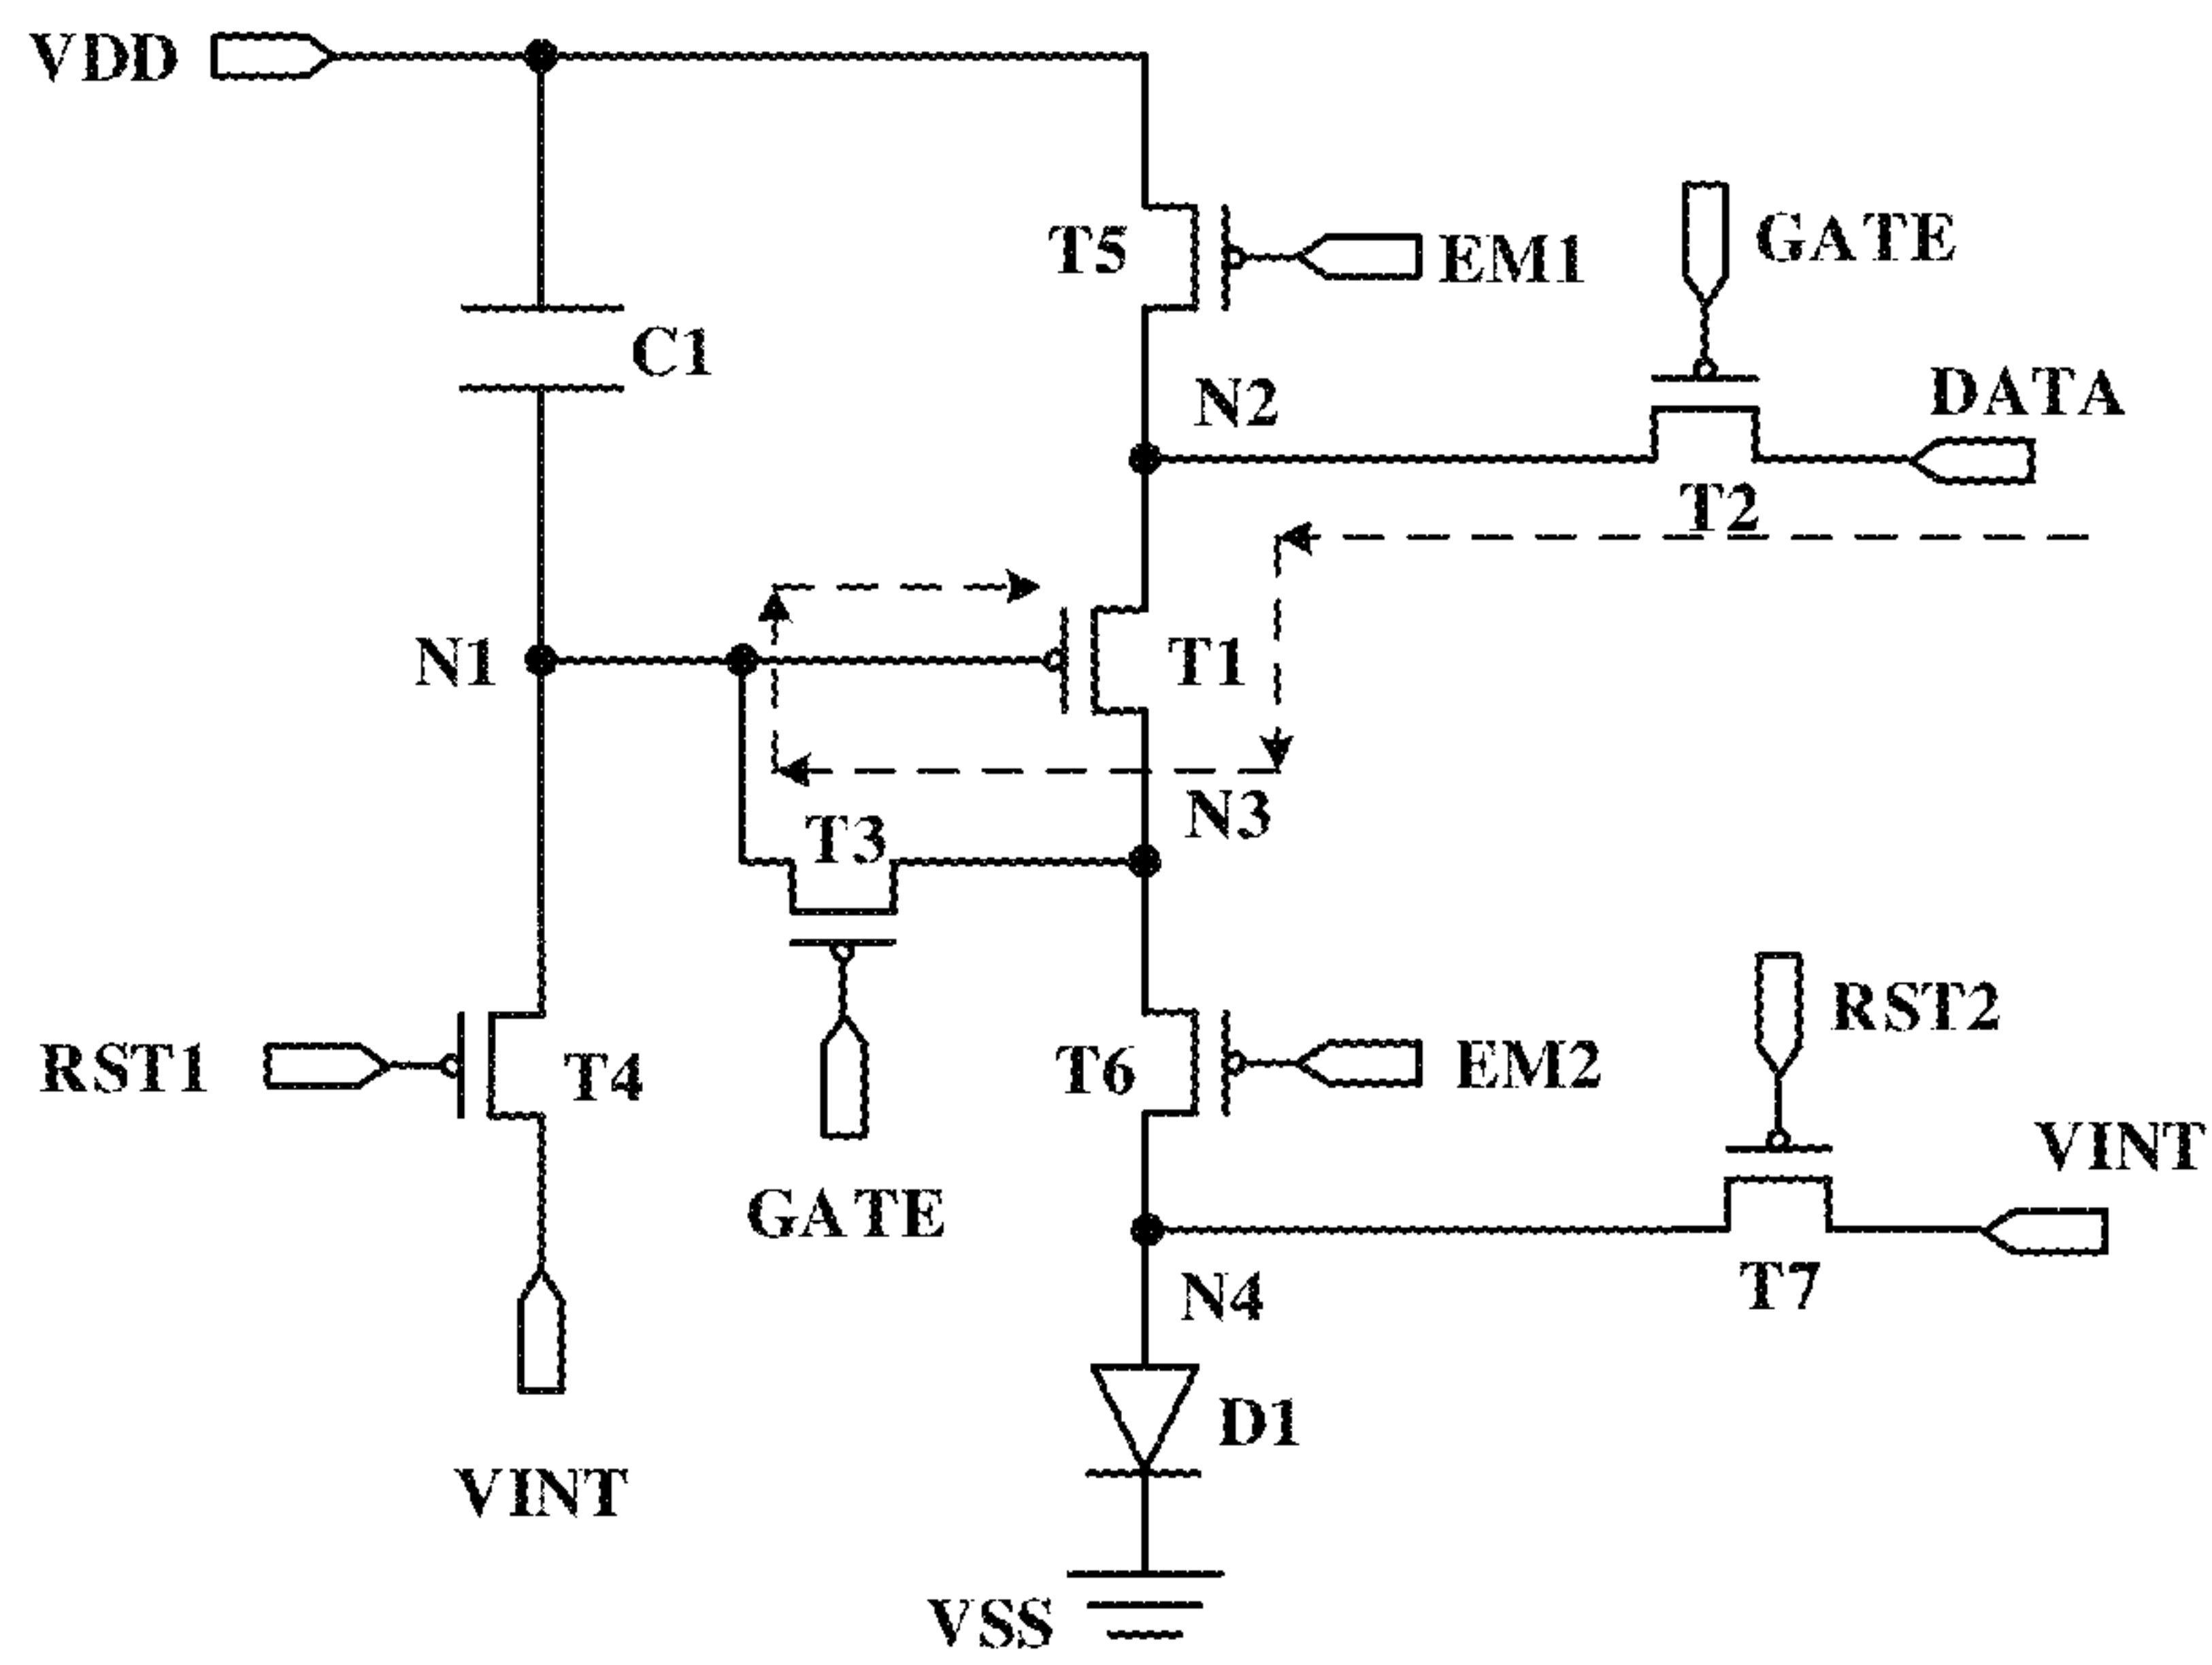 VDD
T5
EM1
GATE
C1
N2
DATA
T2
N1
T1
N3
T3
RST1
T4
T6
EM2
RST2
GATE
VINT
N4
T7
D1
VINT
VSS